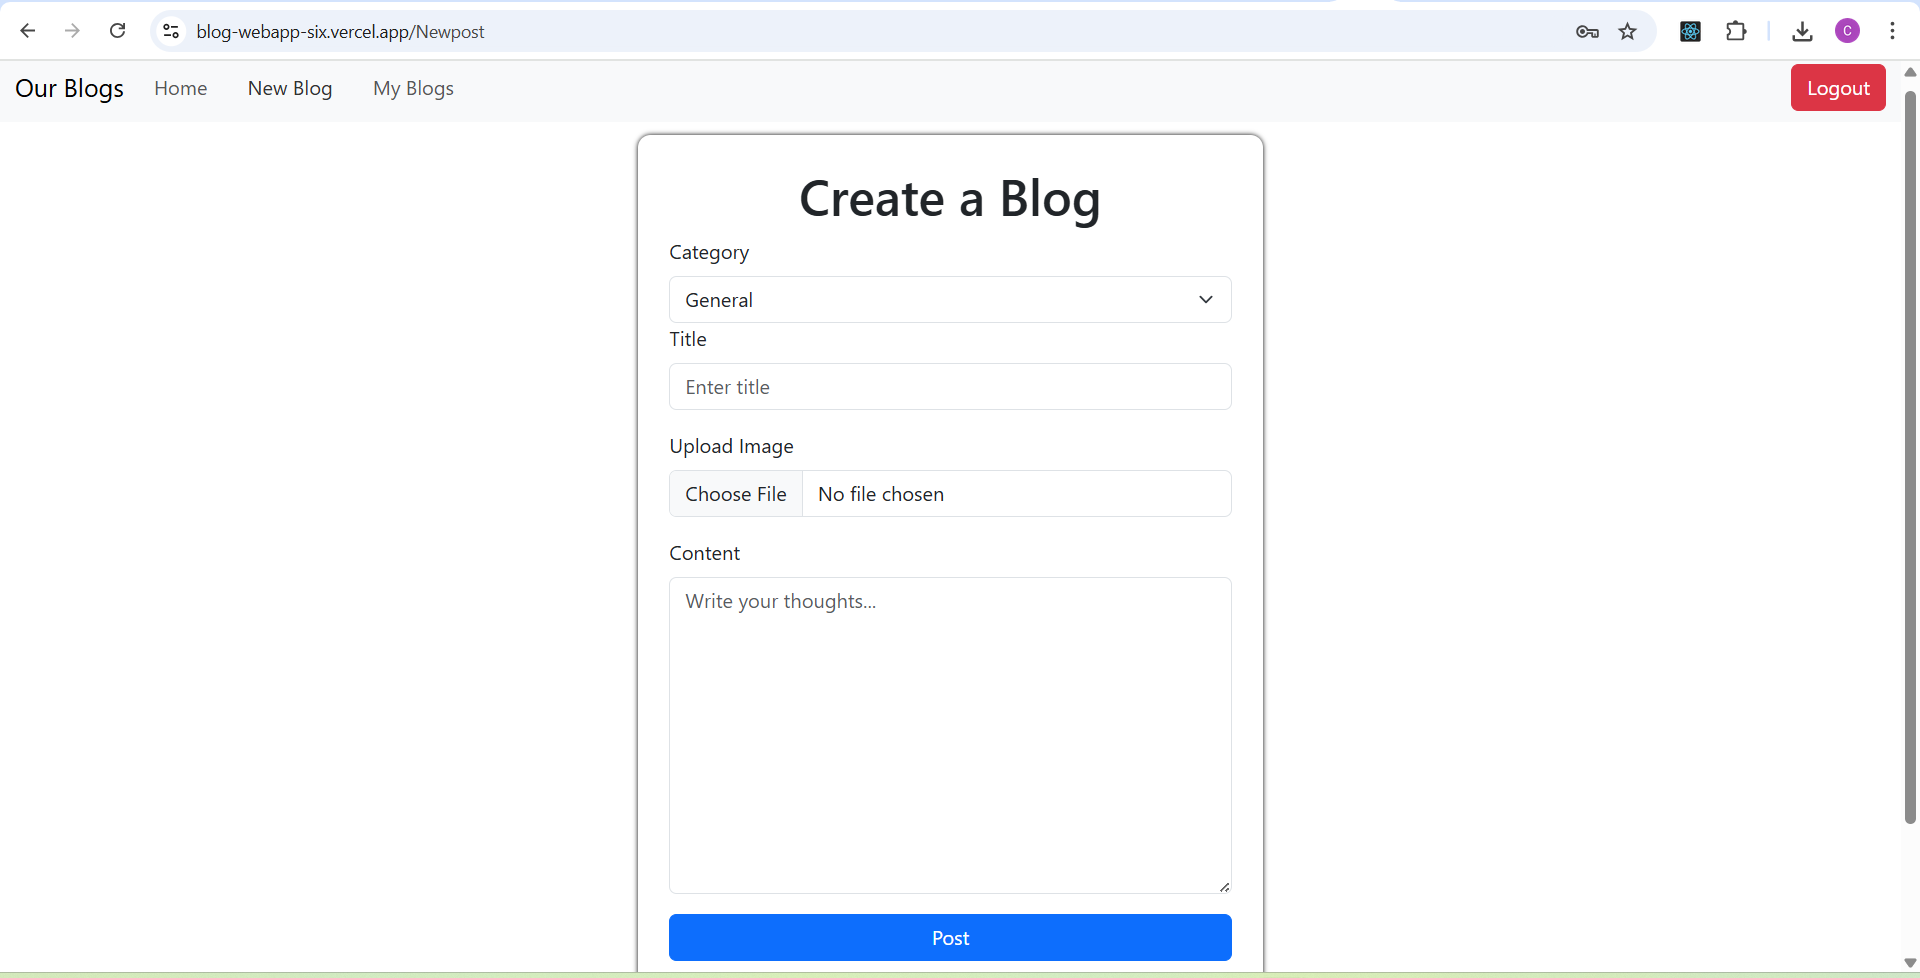 blog-webapp-six.vercel.app/Newpost
C
Our Blogs Home New Blog My Blogs Logout
Create a Blog
Category
General
Title
Enter title
Upload Image
Choose File No file chosen
Content
Write your thoughts...
Post